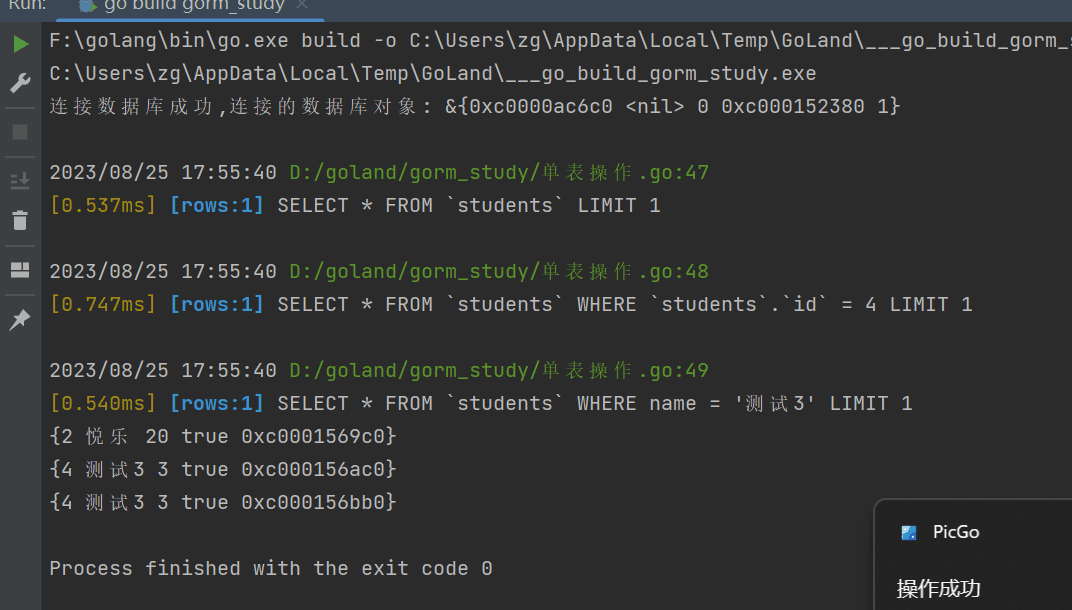 Run: go build gorm_study ×
F:\golang\bin\go.exe build -o C:\Users\zg\AppData\Local\Temp\GoLand\___go_build_gorm_
C:\Users\zg\AppData\Local\Temp\GoLand\___go_build_gorm_study.exe
连接数据库成功,连接的数据库对象: &{0xc0000ac6c0 <nil> 0 0xc000152380 1}
2023/08/25 17:55:40 D:/goland/gorm_study/单表操作.go:47
[0.537ms] [rows:1] SELECT * FROM `students` LIMIT 1
2023/08/25 17:55:40 D:/goland/gorm_study/单表操作.go:48
[0.747ms] [rows:1] SELECT * FROM `students` WHERE `students`.`id` = 4 LIMIT 1
2023/08/25 17:55:40 D:/goland/gorm_study/单表操作.go:49
[0.540ms] [rows:1] SELECT * FROM `students` WHERE name = '测试3' LIMIT 1
{2 悦乐 20 true 0xc0001569c0}
{4 测试3 3 true 0xc000156ac0}
{4 测试3 3 true 0xc000156bb0}
PicGo
Process finished with the exit code 0
操作成功